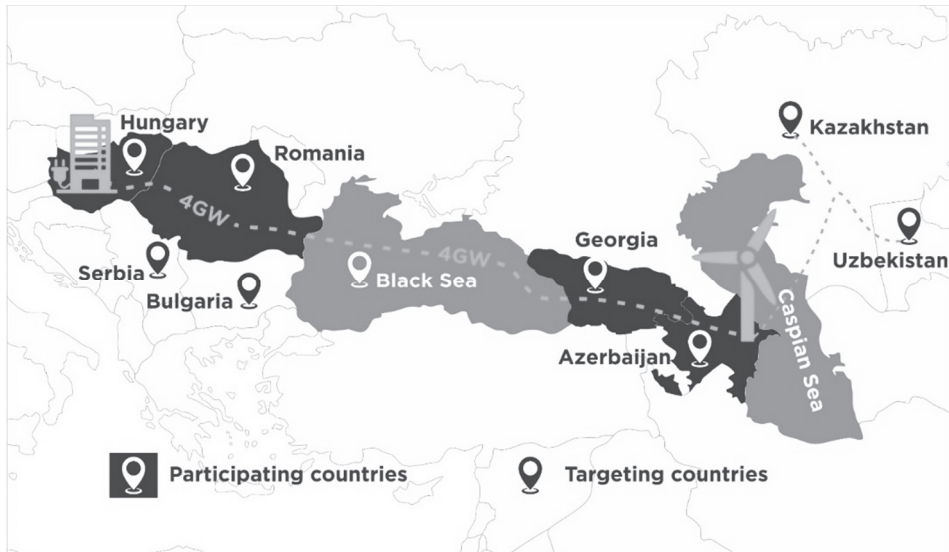 Hungary
Romania
Kazakhstan
4GW
Georgia
Uzbekistan
Serbia
4GW
Black Sea
Bulgaria
Azerbaijan
Caspian Sea
Participating countries
Targeting countries